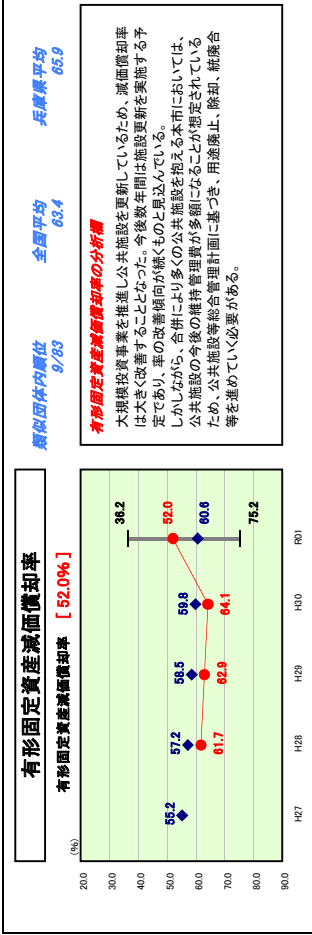 有形固定資産減価償却率
有形固定資産減価償却率 [ 52.0% ]
類似団体内順位
9/83
全国平均
63.4
兵庫県平均
65.9
(%)
20.0
30.0
40.0
50.0
60.0
70.0
80.0
90.0
H27
H28
H29
H30
R01
55.2
57.2
58.5
59.8
60.6
61.7
62.9
64.1
52.0
36.2
75.2
有形固定資産減価償却率の分析欄
大規模投資事業を推進し公共施設を更新しているため、減価償却率
は大きく改善することとなった。今後数年間は施設更新を実施する予
定であり、率の改善傾向が続くものと見込んでいる。
しかしながら、合併により多くの公共施設を抱える本市においては、
公共施設の今後の維持管理費が多額になることが想定されている
ため、公共施設等総合管理計画に基づき、用途廃止、除却、統廃合
等を進めていく必要がある。